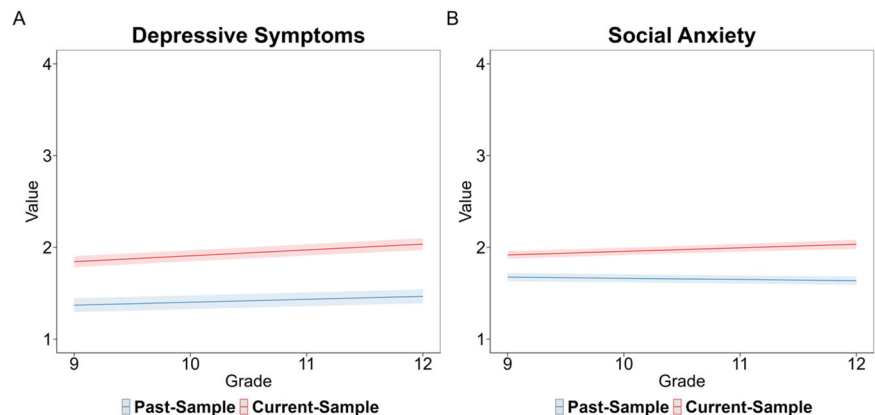 A
Depressive Symptoms
4
3
2
1
Value
9 10 11 12
Grade
Past-Sample Current-Sample
B
Social Anxiety
4
3
2
1
Value
9 10 11 12
Grade
Past-Sample Current-Sample